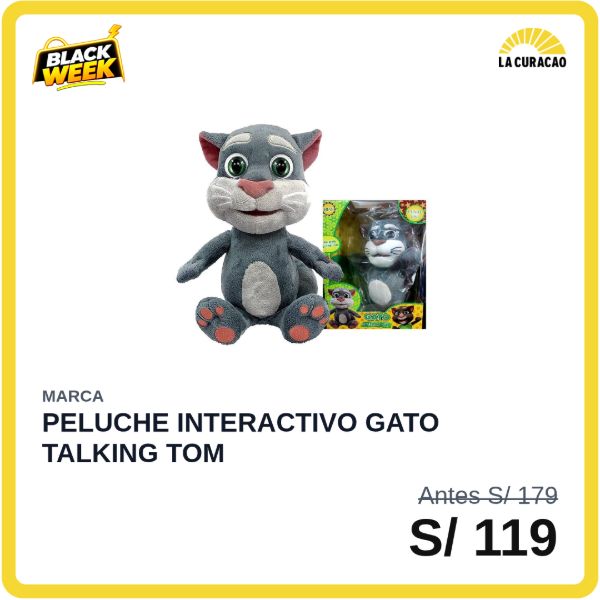 BLACK
WEEK
LA CURACAO
MARCA
PELUCHE INTERACTIVO GATO
TALKING TOM
Antes S/ 179
S/ 119